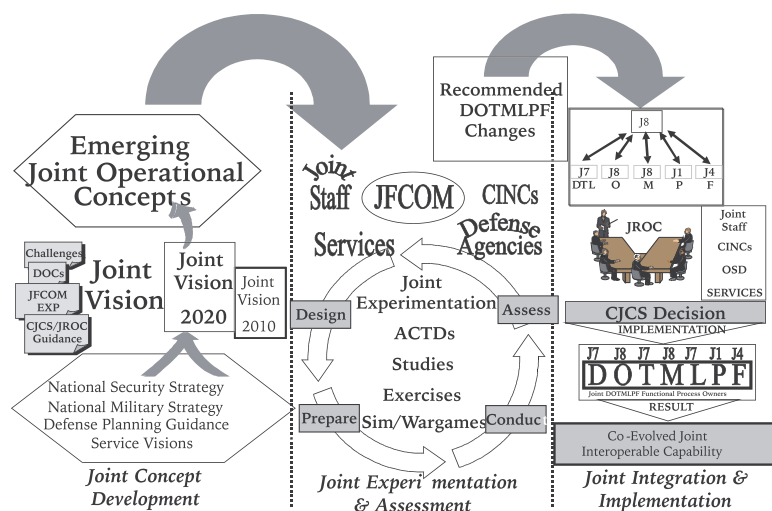 Emerging
Joint Operational
Concepts
Challenges
DOCs
JFCOM
EXP
CJCS/JROC
Guidance
Joint
Vision
Joint
Vision
2020
Joint
Vision
2010
National Security Strategy
National Military Strategy
Defense Planning Guidance
Service Visions
Joint Concept
Development
Joint
Staff
JFCOM
CINCs
Services
Defense
Agencies
Design
Assess
Prepare
Conduct
Joint
Experimentation
ACTDs
Studies
Exercises
Sim/Wargames
Joint Experi mentation
& Assessment
Recommended
DOTMLPF
Changes
J8
J7 J8 J8 J1 J4
DTL O M P F
JROC
Joint
Staff
CINCs
OSD
SERVICES
CJCS Decision
IMPLEMENTATION
J7 J8 J7 J8 J7 J1 J4
DOTMLPF
Joint DOTMLPF Functional Process Owners
RESULT
Co-Evolved Joint
Interoperable Capability
Joint Integration &
Implementation